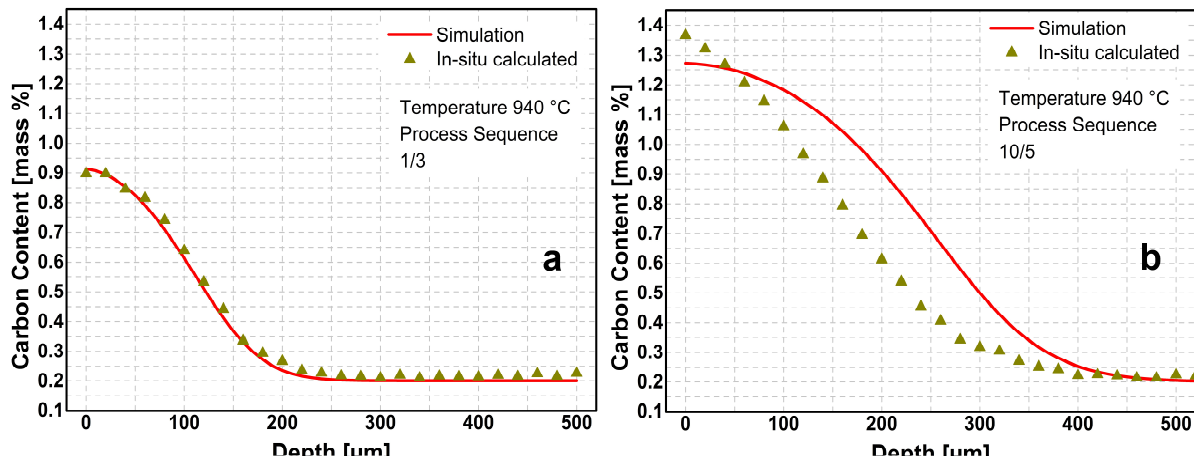 1.4
1.3
1.2
1.1
1.0
0.9
0.8
0.7
0.6
0.5
0.4
0.3
0.2
0.1
Carbon Content [mass %]
Simulation
In-situ calculated
Temperature 940 °C
Process Sequence
1/3
a
0 100 200 300 400 500
Depth [µm]
1.4
1.3
1.2
1.1
1.0
0.9
0.8
0.7
0.6
0.5
0.4
0.3
0.2
0.1
Carbon Content [mass %]
Simulation
In-situ calculated
Temperature 940 °C
Process Sequence
10/5
b
0 100 200 300 400 500
Depth [µm]